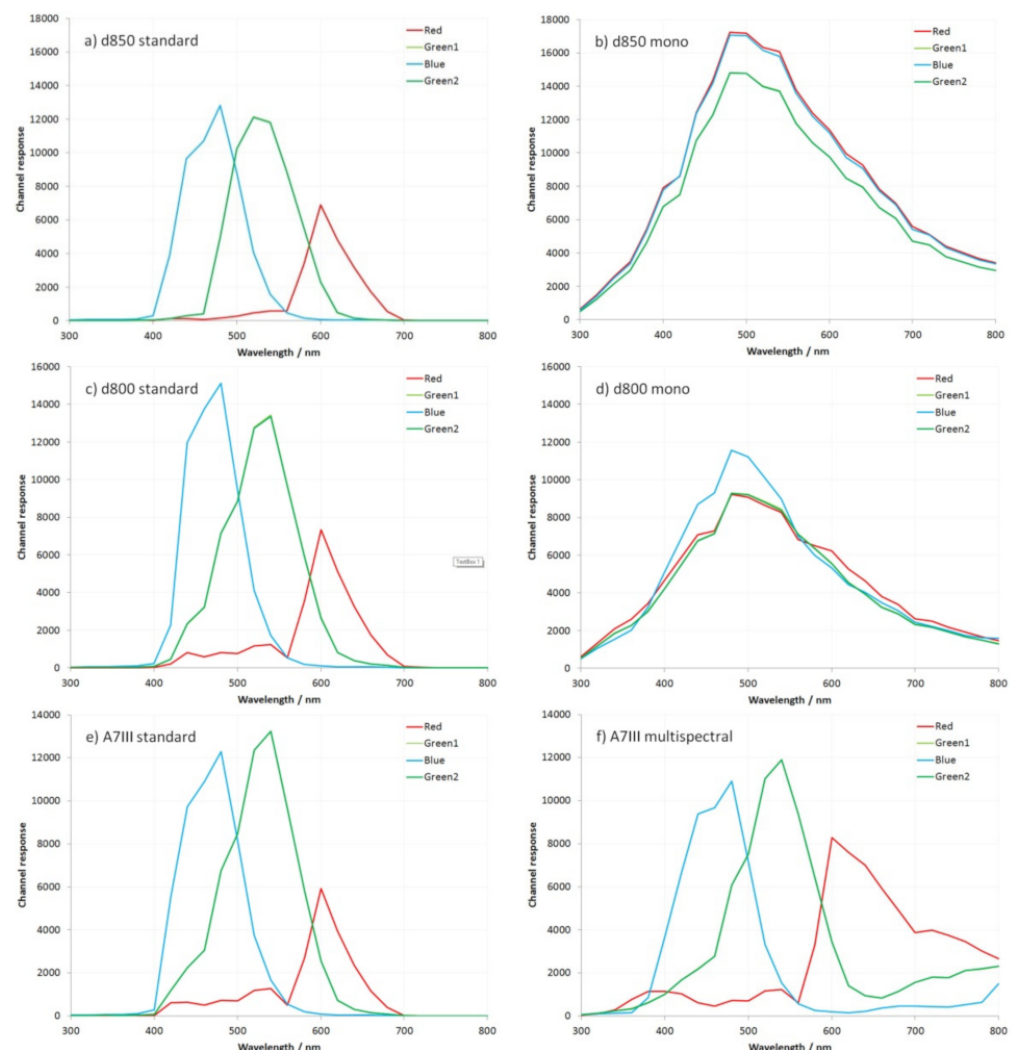 a) d850 standard
Red
Green1
Blue
Green2
18000
16000
14000
12000
10000
8000
6000
4000
2000
0
Channel response
300
400
500
600
700
800
Wavelength / nm
b) d850 mono
Red
Green1
Blue
Green2
18000
16000
14000
12000
10000
8000
6000
4000
2000
0
Channel response
300
400
500
600
700
800
Wavelength / nm
c) d800 standard
Red
Green1
Blue
Green2
16000
14000
12000
10000
8000
6000
4000
2000
0
Channel response
TextBox 1
300
400
500
600
700
800
Wavelength / nm
d) d800 mono
Red
Green1
Blue
Green2
16000
14000
12000
10000
8000
6000
4000
2000
0
Channel response
300
400
500
600
700
800
Wavelength / nm
e) A7III standard
Red
Green1
Blue
Green2
14000
12000
10000
8000
6000
4000
2000
0
Channel response
300
400
500
600
700
800
Wavelength / nm
f) A7III multispectral
Red
Green1
Blue
Green2
14000
12000
10000
8000
6000
4000
2000
0
Channel response
300
400
500
600
700
800
Wavelength / nm